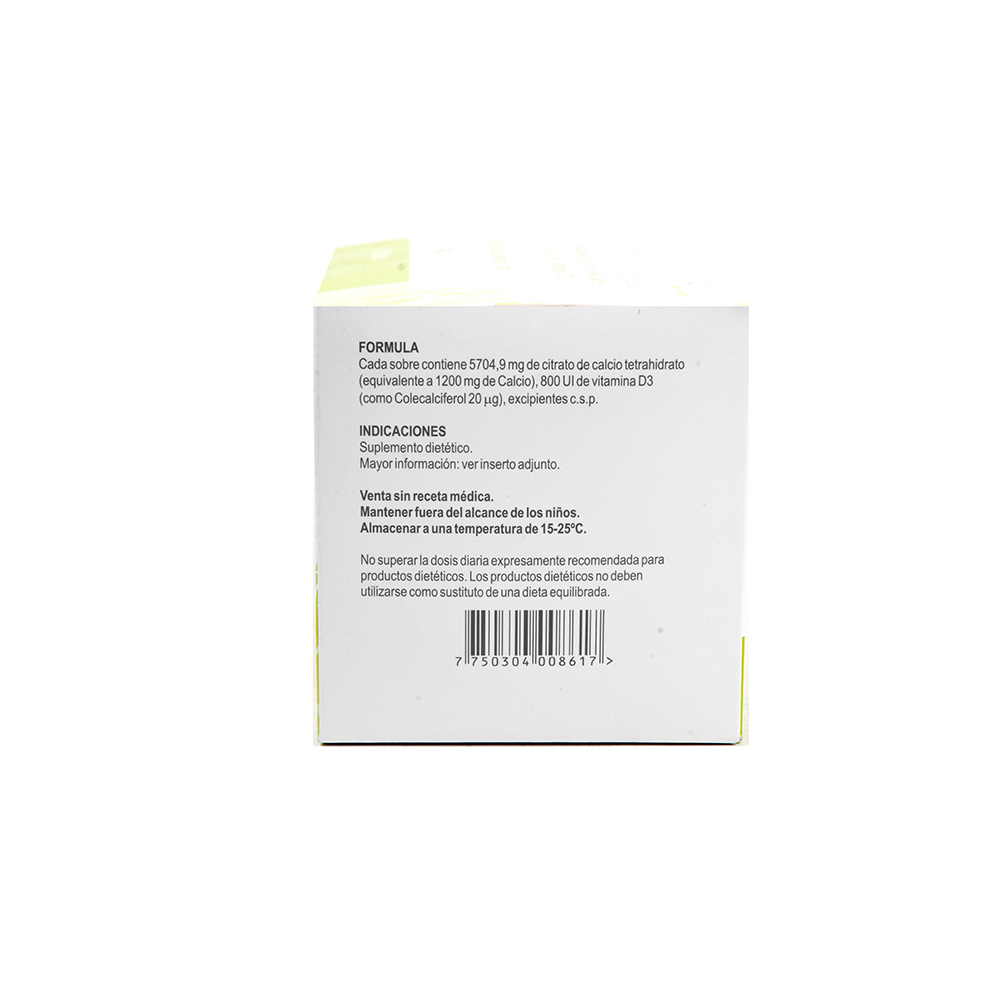 FORMULA
Cada sobre contiene 5704,9 mg de citrato de calcio tetrahidrato
(equivalente a 1200 mg de Calcio), 800 UI de vitamina D3
(como Colecalciferol 20 µg), excipientes c.s.p.
INDICACIONES
Suplemento dietético.
Mayor información: ver inserto adjunto.
Venta sin receta médica.
Mantener fuera del alcance de los niños.
Almacenar a una temperatura de 15-25ºC.
No superar la dosis diaria expresamente recomendada para
productos dietéticos. Los productos dietéticos no deben
utilizarse como sustituto de una dieta equilibrada.
7 750304 008617 >